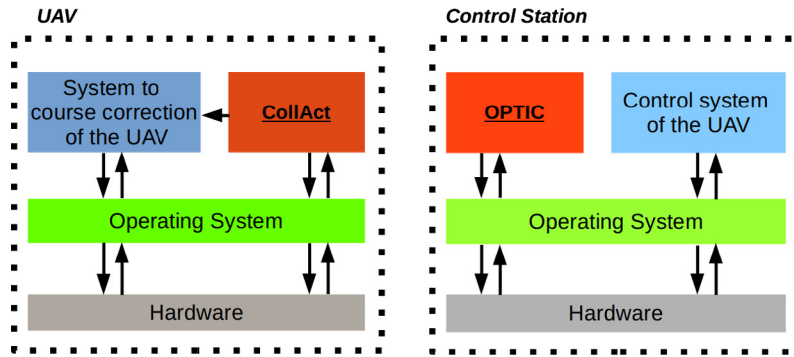 UAV
System to
course correction
of the UAV
CollAct
Operating System
Hardware
Control Station
OPTIC
Control system
of the UAV
Operating System
Hardware